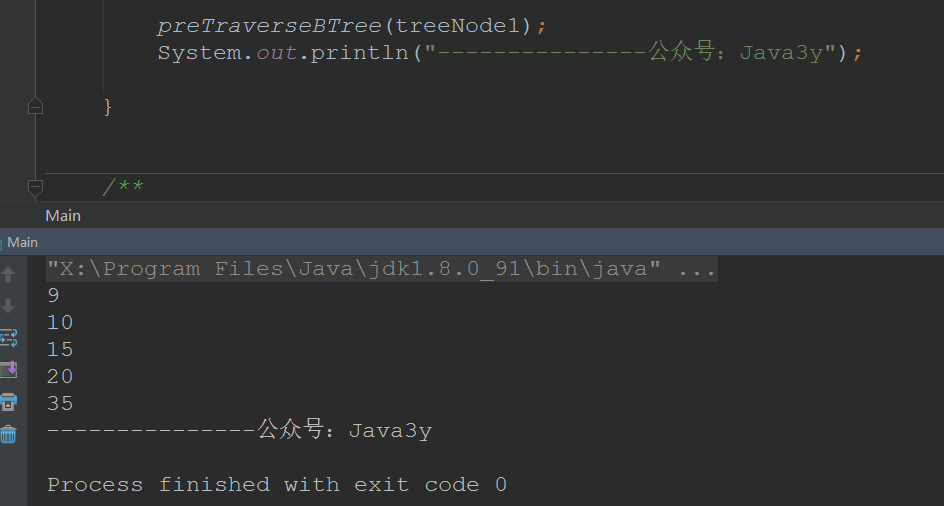 preTraverseBTree(treeNode1);
System.out.println("---------------公众号：Java3y");
}
/**
Main
Main
"X:\Program Files\Java\jdk1.8.0_91\bin\java" ...
9
10
15
20
35
---------------公众号：Java3y
Process finished with exit code 0